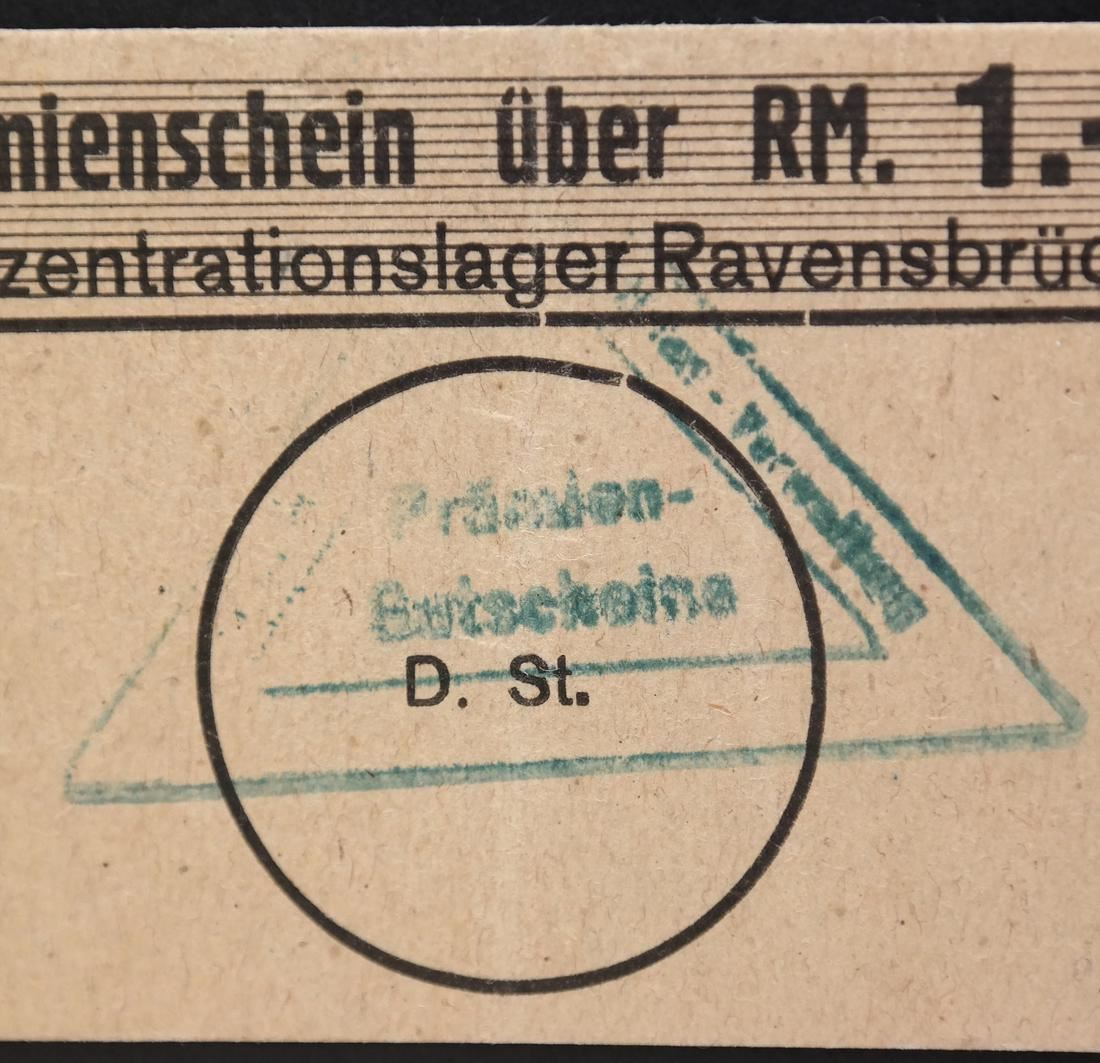 mienschein über RM. 1.-
zentrationslager Ravensbrüc
Prämien-
Gutscheine
D. St.